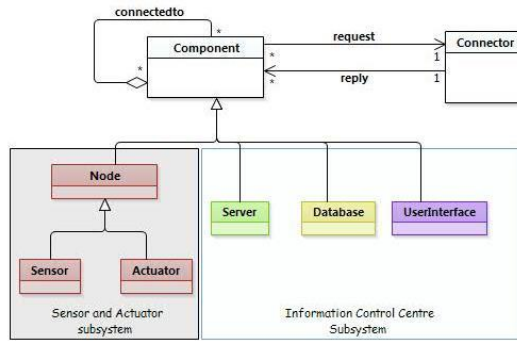 connectedto
*
Component
request
Connector
*
*
1
reply
*
1
Node
Server
Database
UserInterface
Sensor
Actuator
Sensor and Actuator
subsystem
Information Control Centre
Subsystem